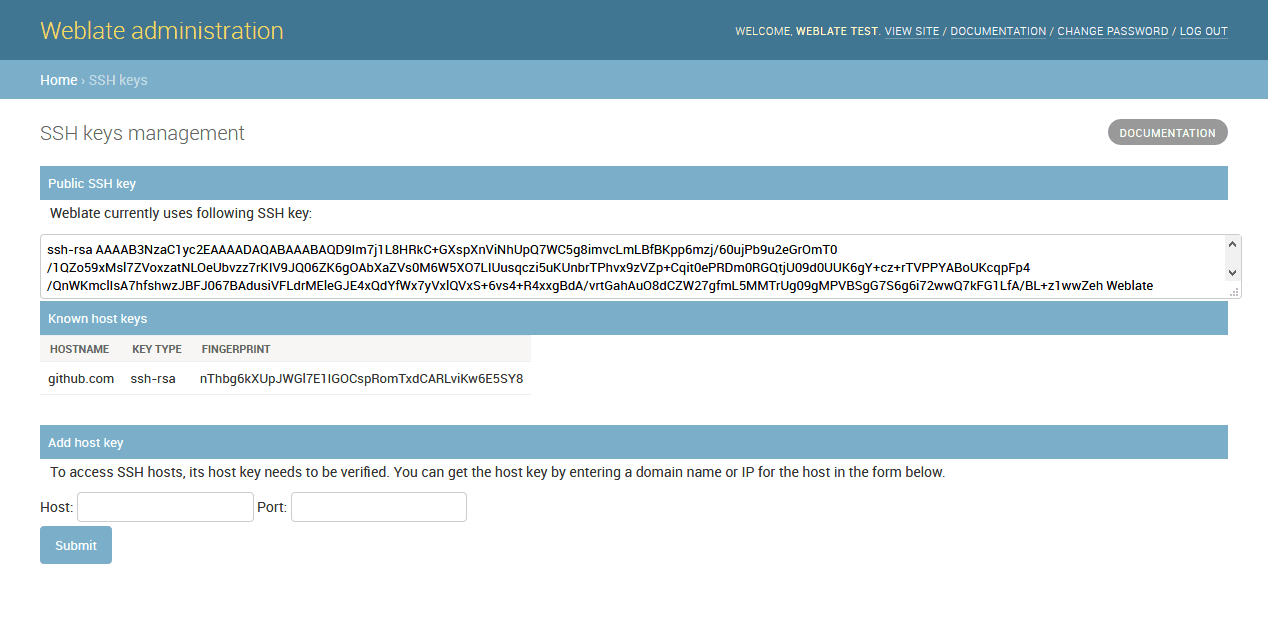 Weblate administration
WELCOME, WEBLATE TEST. VIEW SITE / DOCUMENTATION / CHANGE PASSWORD / LOG OUT
Home › SSH keys
SSH keys management
DOCUMENTATION
Public SSH key
Weblate currently uses following SSH key:
ssh-rsa AAAAB3NzaC1yc2EAAAADAQABAAABAQD9Im7j1L8HRkC+GXspXnViNhUpQ7WC5g8imvcLmLBfBKpp6mzj/60ujPb9u2eGrOmT0
/1QZo59xMsl7ZVoxzatNLOeUbvzz7rKIV9JQ06ZK6gOAbXaZVs0M6W5XO7LIUusqczi5uKUnbrTPhvx9zVZp+Cqit0ePRDm0RGQtjU09d0UUK6gY+cz+rTVPPYABoUKcqpFp4
/QnWKmclIsA7hfshwzJBFJ067BAdusiVFLdrMEleGJE4xQdYfWx7yVxlQVxS+6vs4+R4xxgBdA/vrtGahAuO8dCZW27gfmL5MMTrUg09gMPVBSgG7S6g6i72wwQ7kFG1LfA/BL+z1wwZeh Weblate
Known host keys
HOSTNAME KEY TYPE FINGERPRINT
github.com ssh-rsa nThbg6kXUpJWGl7E1IGOCspRomTxdCARLviKw6E5SY8
Add host key
To access SSH hosts, its host key needs to be verified. You can get the host key by entering a domain name or IP for the host in the form below.
Host: Port:
Submit